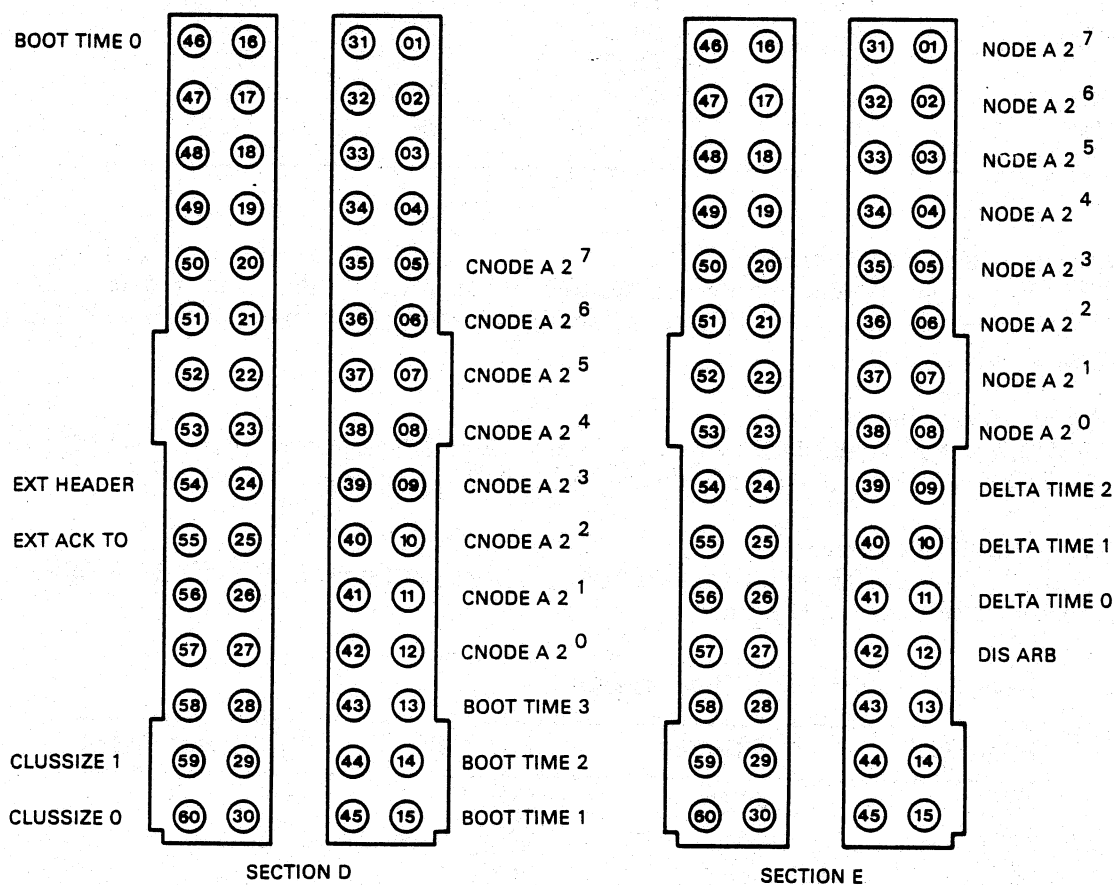 BOOT TIME 0 46 16 31 01 46 16 31 01 NODE A 2^7
47 17 32 02 47 17 32 02 NODE A 2^6
48 18 33 03 48 18 33 03 NODE A 2^5
49 19 34 04 49 19 34 04 NODE A 2^4
50 20 35 05 CNODE A 2^7 50 20 35 05 NODE A 2^3
51 21 36 06 CNODE A 2^6 51 21 36 06 NODE A 2^2
52 22 37 07 CNODE A 2^5 52 22 37 07 NODE A 2^1
53 23 38 08 CNODE A 2^4 53 23 38 08 NODE A 2^0
EXT HEADER 54 24 39 09 CNODE A 2^3 54 24 39 09 DELTA TIME 2
EXT ACK TO 55 25 40 10 CNODE A 2^2 55 25 40 10 DELTA TIME 1
56 26 41 11 CNODE A 2^1 56 26 41 11 DELTA TIME 0
57 27 42 12 CNODE A 2^0 57 27 42 12 DIS ARB
58 28 43 13 BOOT TIME 3 58 28 43 13
CLUSSIZE 1 59 29 44 14 BOOT TIME 2 59 29 44 14
CLUSSIZE 0 60 30 45 15 BOOT TIME 1 60 30 45 15
SECTION D SECTION E